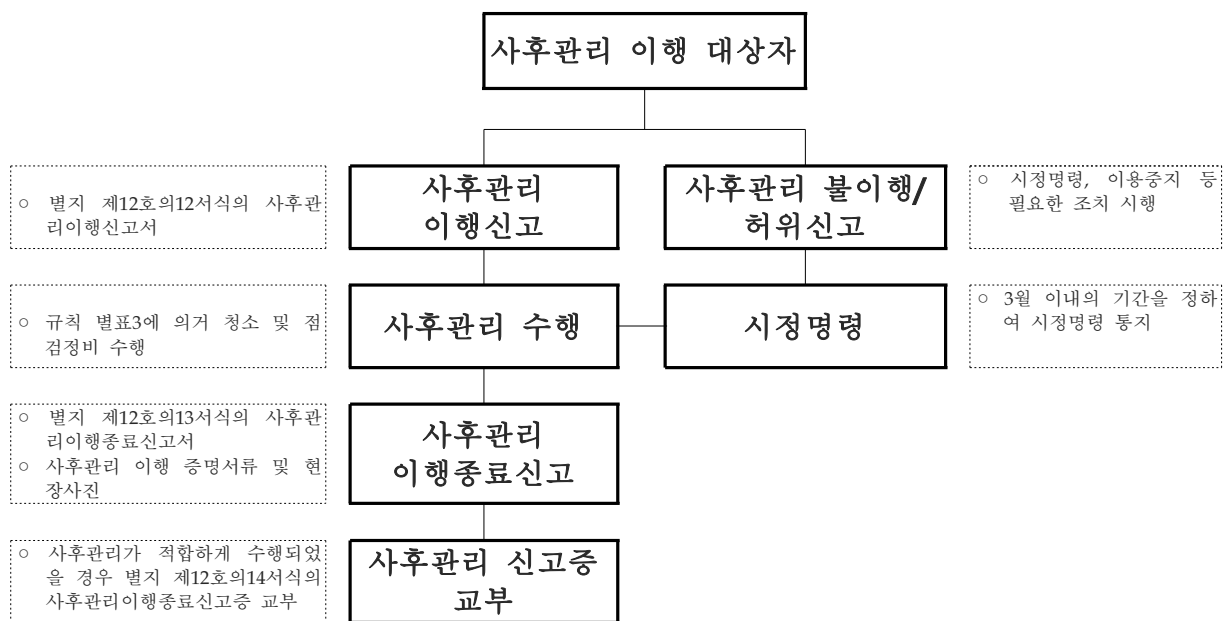 사후관리 이행 대상자
○ 별지 제12호의12서식의 사후관
리이행신고서
사후관리
이행신고
사후관리 불이행/
허위신고
○ 시정명령, 이용중지 등
필요한 조치 시행
○ 규칙 별표3에 의거 청소 및 점
검정비 수행
사후관리 수행
시정명령
○ 3월 이내의 기간을 정하
여 시정명령 통지
○ 별지 제12호의13서식의 사후관
리이행종료신고서
○ 사후관리 이행 증명서류 및 현
장사진
사후관리
이행종료신고
○ 사후관리가 적합하게 수행되었
을 경우 별지 제12호의14서식의
사후관리이행종료신고증 교부
사후관리 신고증
교부